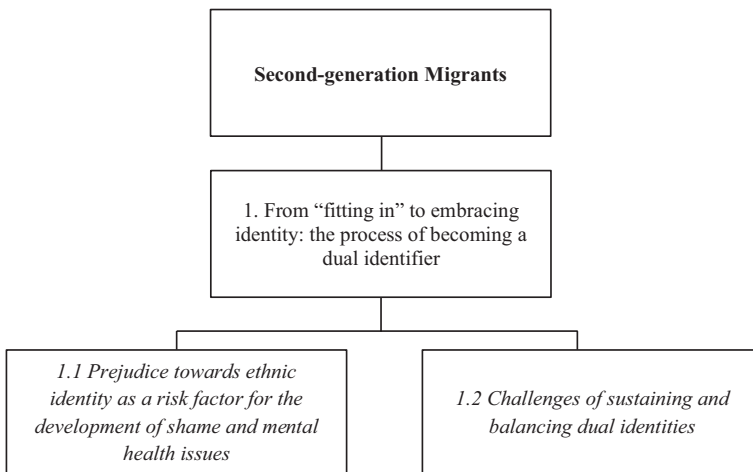 Second-generation Migrants
1. From “fitting in” to embracing
identity: the process of becoming a
dual identifier
1.1 Prejudice towards ethnic
identity as a risk factor for the
development of shame and mental
health issues
1.2 Challenges of sustaining and
balancing dual identities